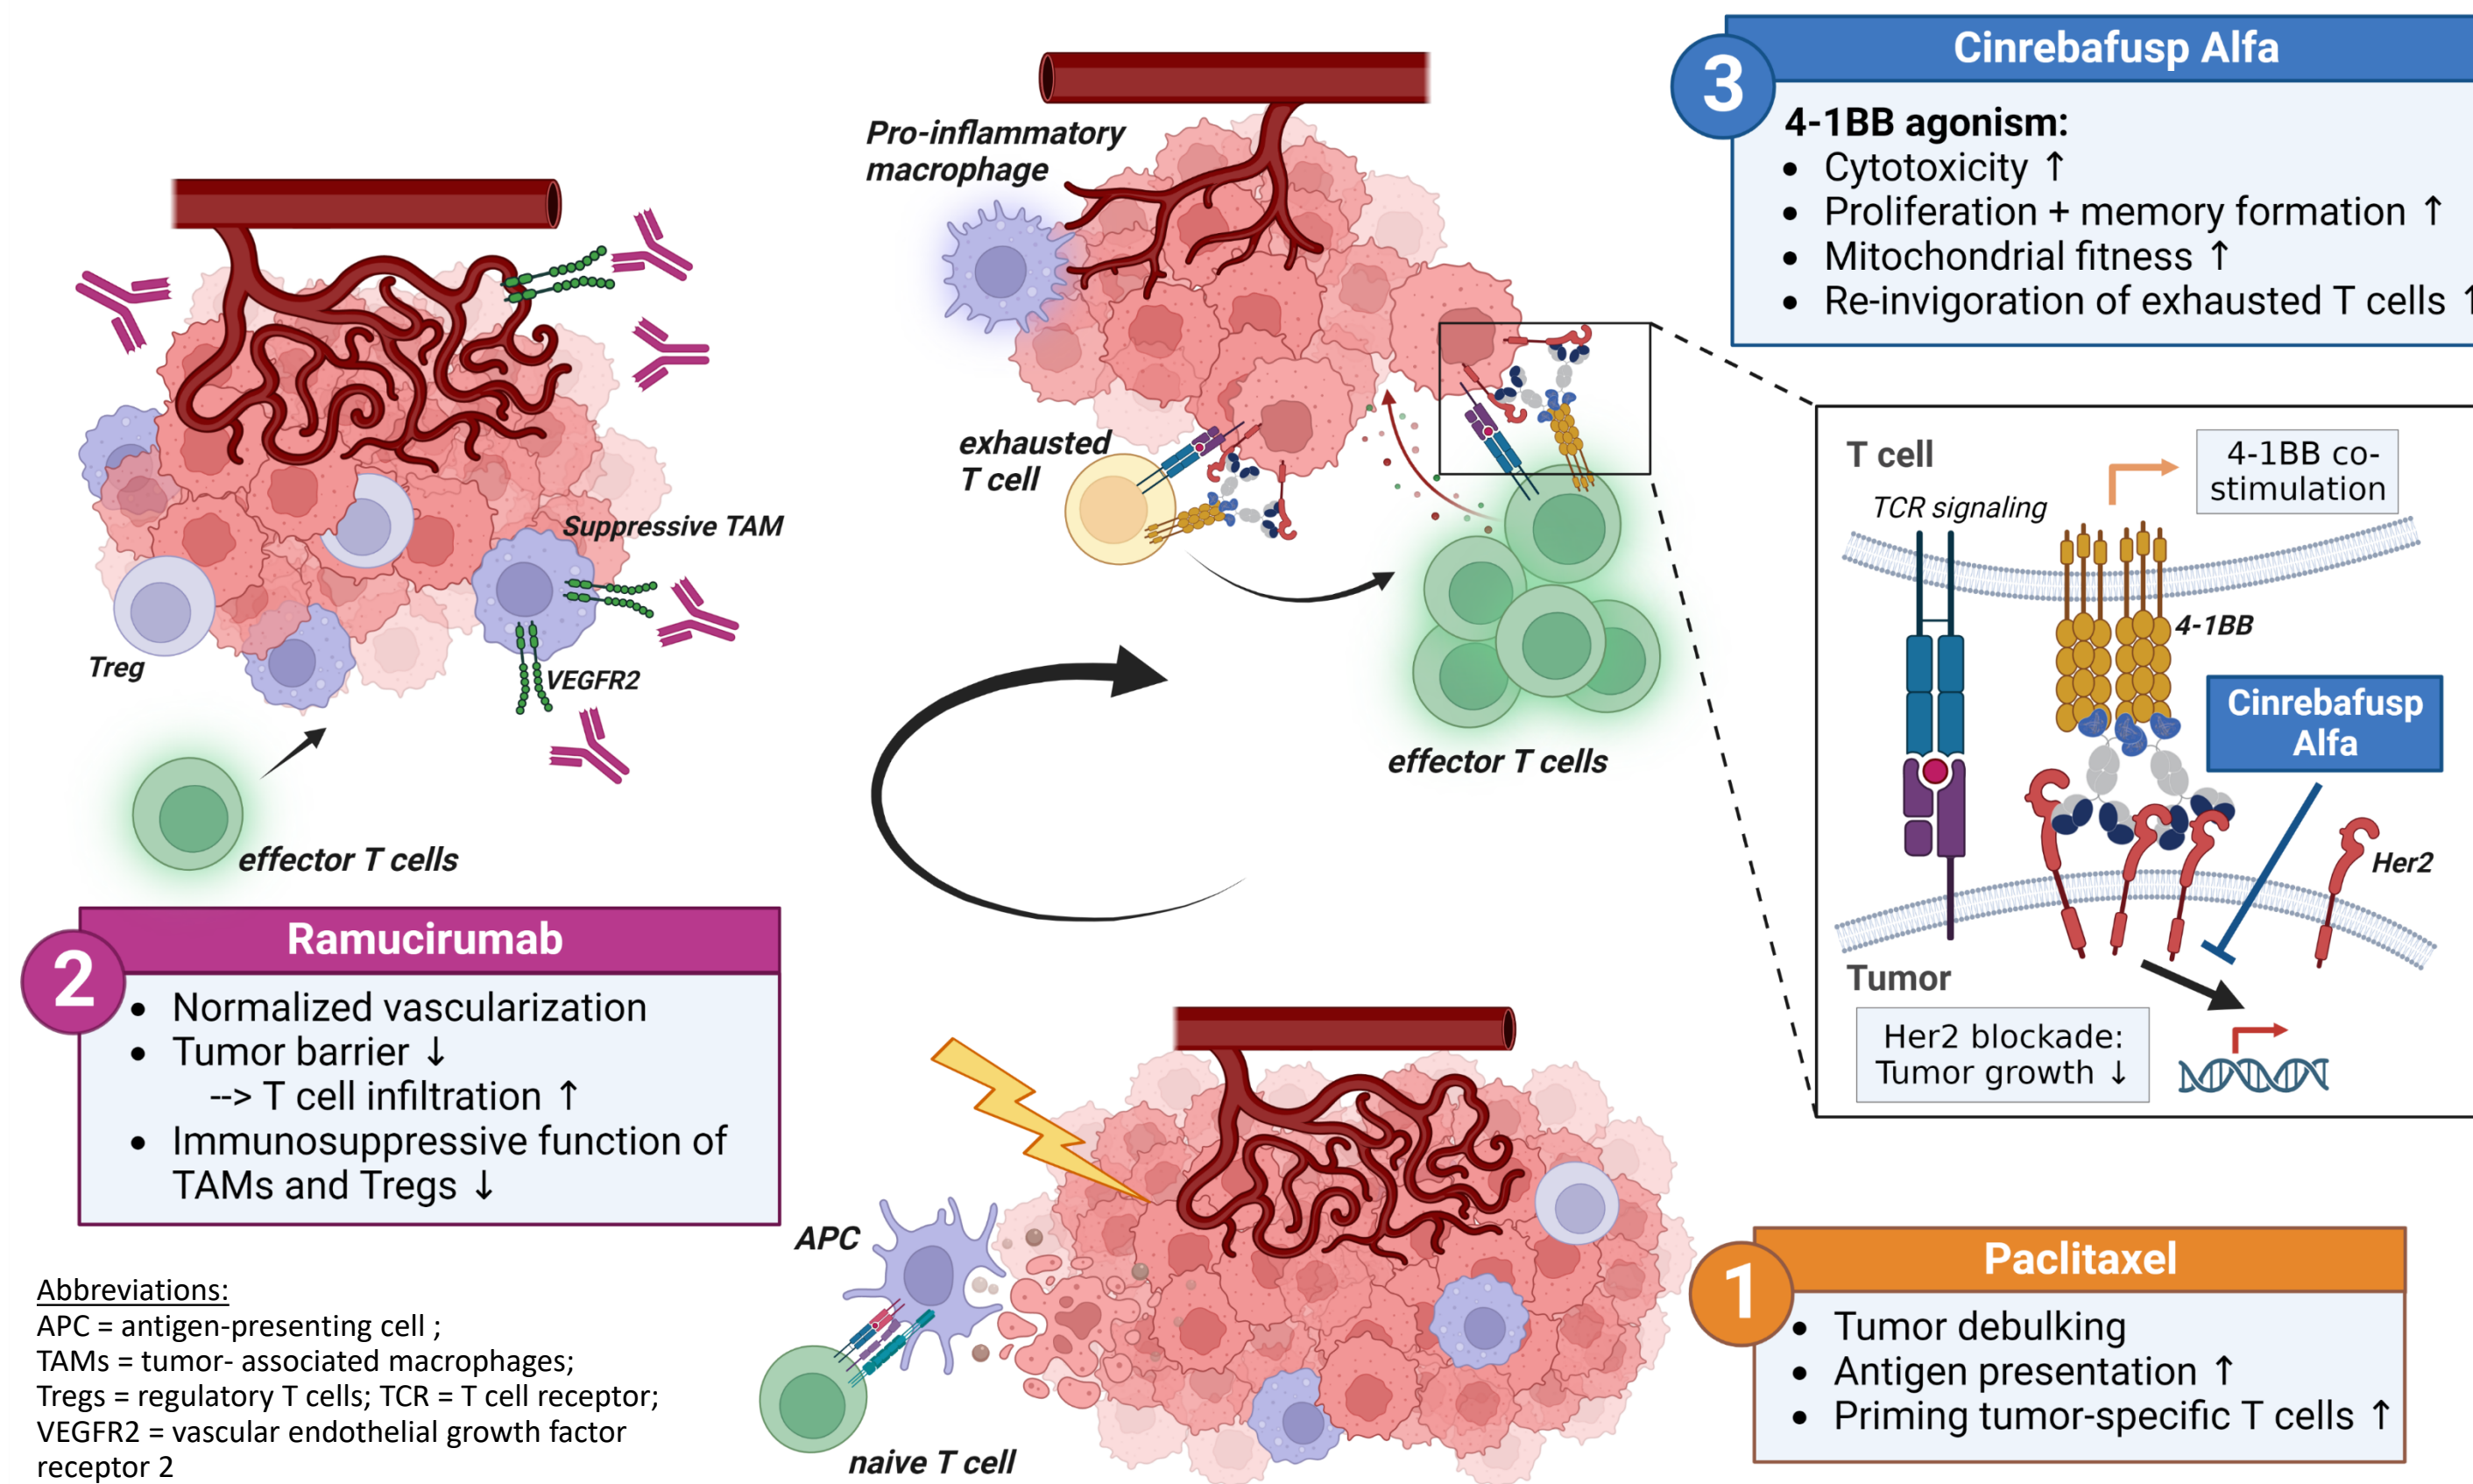 3
Cinrebafusp Alfa
4-1BB agonism:
• Cytotoxicity ↑
• Proliferation + memory formation ↑
• Mitochondrial fitness ↑
• Re-invigoration of exhausted T cells ↑
Pro-inflammatory
macrophage
exhausted
T cell
effector T cells
Suppressive TAM
Treg
VEGFR2
effector T cells
T cell
TCR signaling
4-1BB co-
stimulation
4-1BB
Cinrebafusp
Alfa
Her2
Tumor
Her2 blockade:
Tumor growth ↓
2
Ramucirumab
• Normalized vascularization
• Tumor barrier ↓
--> T cell infiltration ↑
• Immunosuppressive function of
TAMs and Tregs ↓
APC
naive T cell
1
Paclitaxel
• Tumor debulking
• Antigen presentation ↑
• Priming tumor-specific T cells ↑
Abbreviations:
APC = antigen-presenting cell ;
TAMs = tumor- associated macrophages;
Tregs = regulatory T cells; TCR = T cell receptor;
VEGFR2 = vascular endothelial growth factor
receptor 2